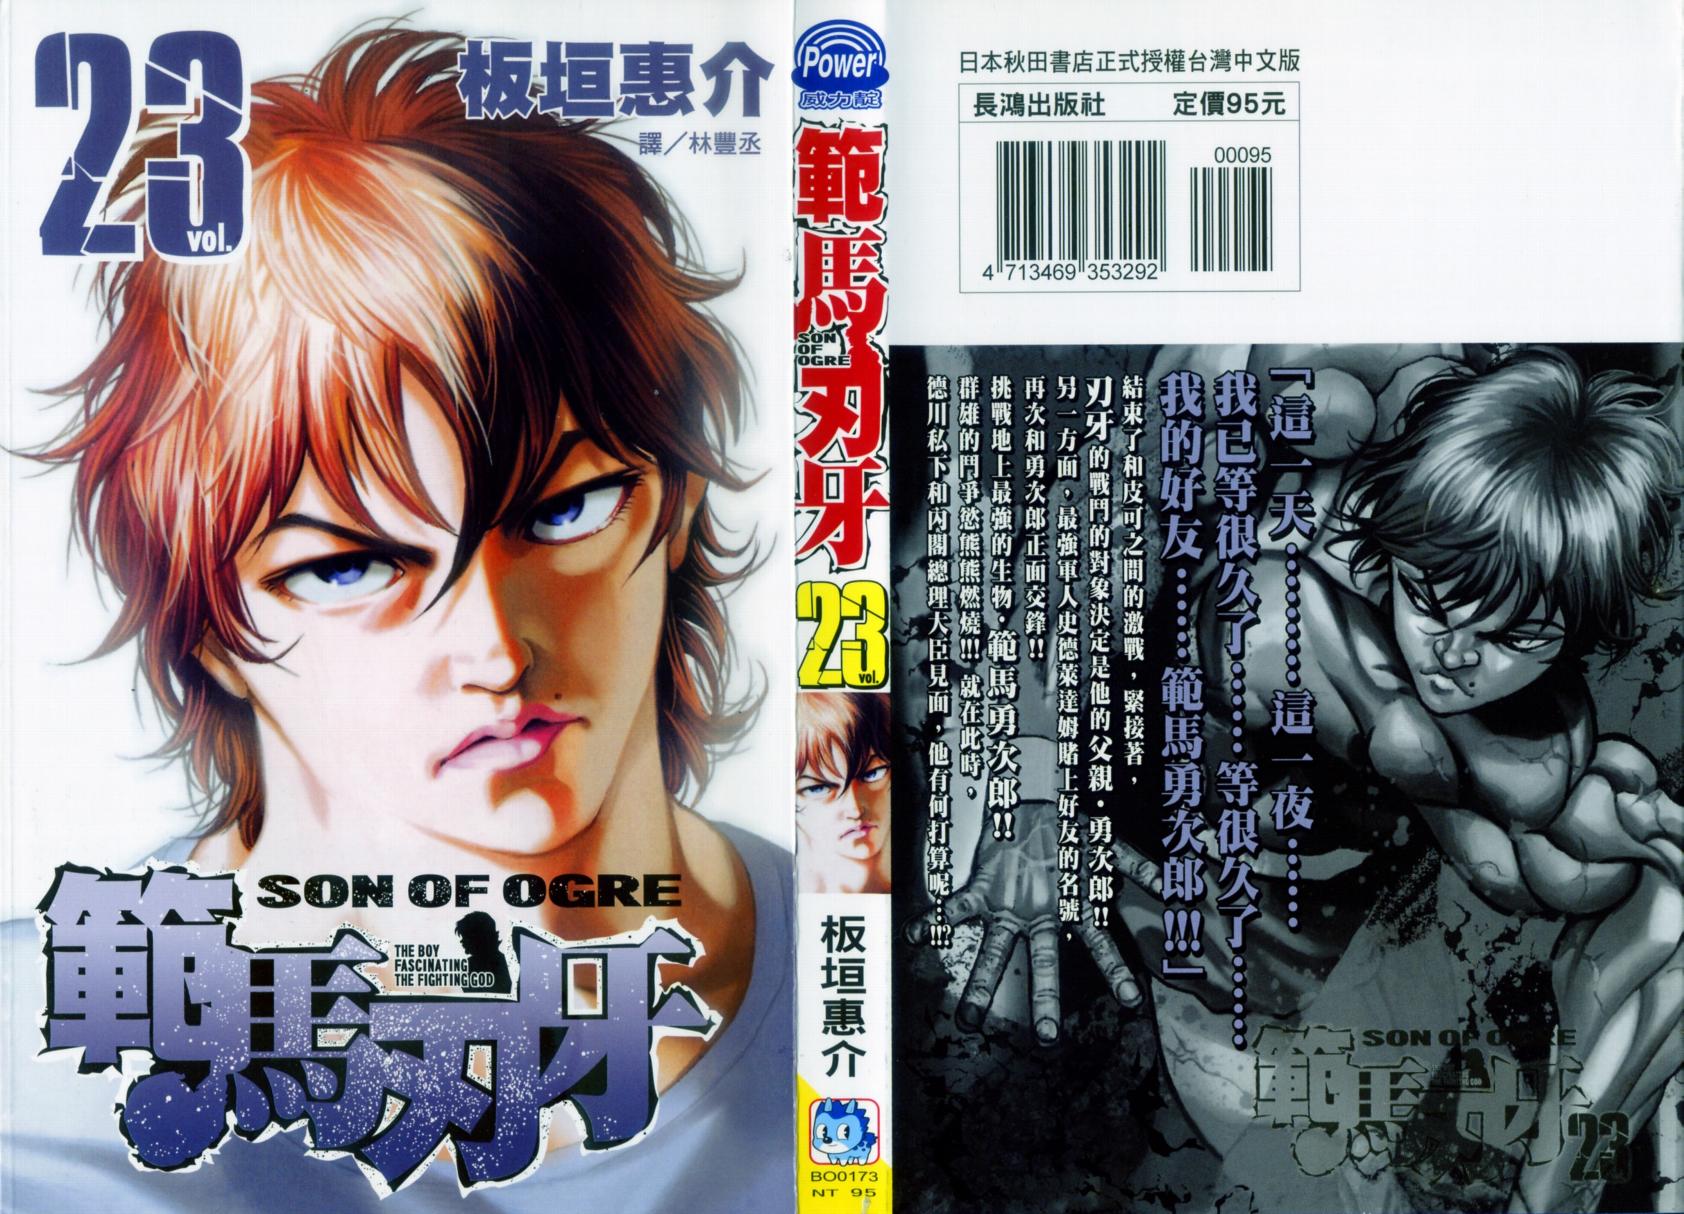 23
vol.
板垣惠介
譯／林豐丞
SON OF OGRE
範馬刃牙
THE BOY
FASCINATING
THE FIGHTING GOD
Power
威力誌
範馬刃牙
SON
OF
OGRE
23
vol.
板垣惠介
BO0173
NT 95
日本秋田書店正式授權台灣中文版
長鴻出版社 定價95元
00095
4 713469 353292
「這一天………… 這一夜……
我已等很久了…… 等很久了……
我的好友…… 範馬勇次郎!!!」
結束了和皮可之間的激戰，緊接著，
刃牙的戰鬥的對象決定是他的父親・勇次郎!!
另一方面，最強軍人史德萊達姆賭上好友的名號，
再次和勇次郎正面交鋒!!
挑戰地上最強的生物・範馬勇次郎!!
群雄的鬥爭慾熊熊燃燒!!! 就在此時，
德川私下和內閣總理大臣見面，他有何打算呢…!!?
SON OF OGRE
範馬刃牙
23